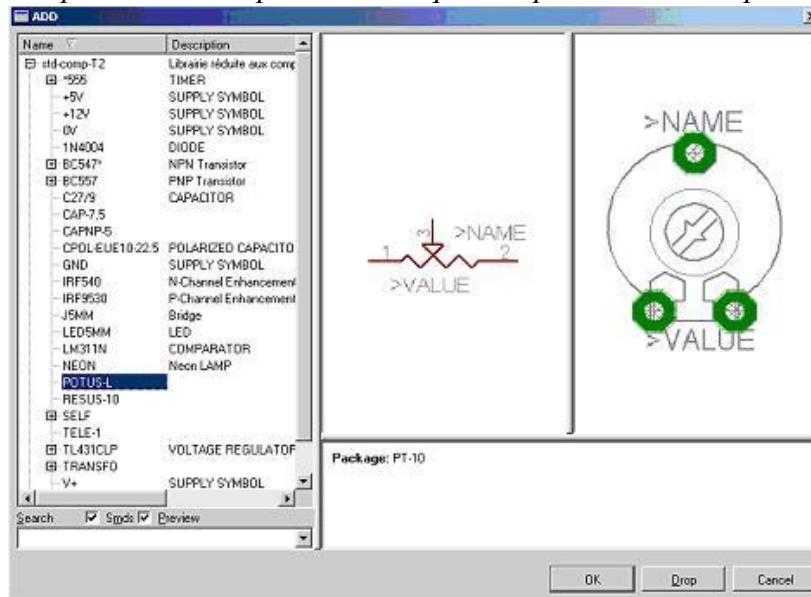 ADD
Name Description
std-comp-T2 Librairie réduite aux comp
*555 TIMER
+5V SUPPLY SYMBOL
+12V SUPPLY SYMBOL
0V SUPPLY SYMBOL
1N4004 DIODE
BC547* NPN Transistor
BC557 PNP Transistor
C27/9 CAPACITOR
CAP-7,5
CAPNP-5
CPOL-EUE10-22.5 POLARIZED CAPACITO
GND SUPPLY SYMBOL
IRF540 N-Channel Enhancement
IRF9530 P-Channel Enhancement
J5MM Bridge
LED5MM LED
LM311N COMPARATOR
NEON Neon LAMP
POTUS-L
RESUS-10
SELF
TELE-1
TL431CLP VOLTAGE REGULATOR
TRANSFO
V+ SUPPLY SYMBOL
Search Smds Preview
3 >NAME
1 2
>VALUE
>NAME
>VALUE
Package: PT-10
OK Drop Cancel